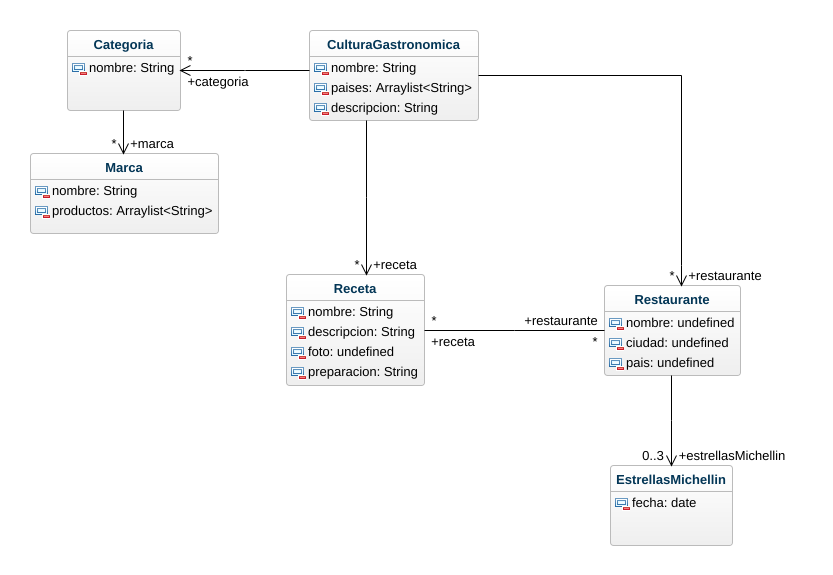 Categoria
nombre: String
*
+categoria
CulturaGastronomica
nombre: String
paises: Arraylist<String>
descripcion: String
* +marca
Marca
nombre: String
productos: Arraylist<String>
* +receta
Receta
nombre: String
descripcion: String
foto: undefined
preparacion: String
*
+receta
+restaurante
*
* +restaurante
Restaurante
nombre: undefined
ciudad: undefined
pais: undefined
0..3 +estrellasMichellin
EstrellasMichellin
fecha: date